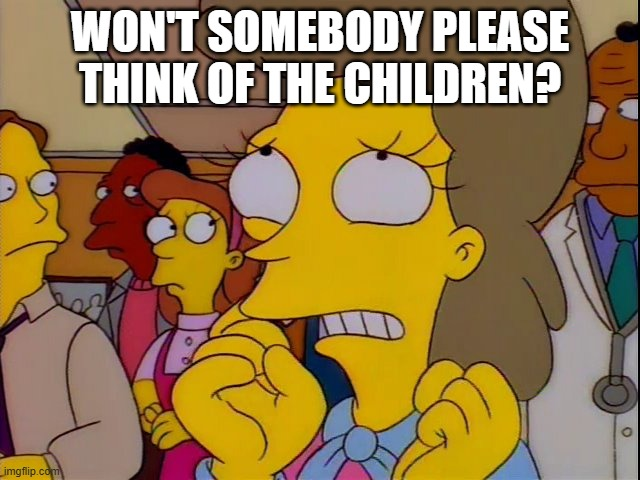 WON'T SOMEBODY PLEASE
THINK OF THE CHILDREN?
imgflip.com